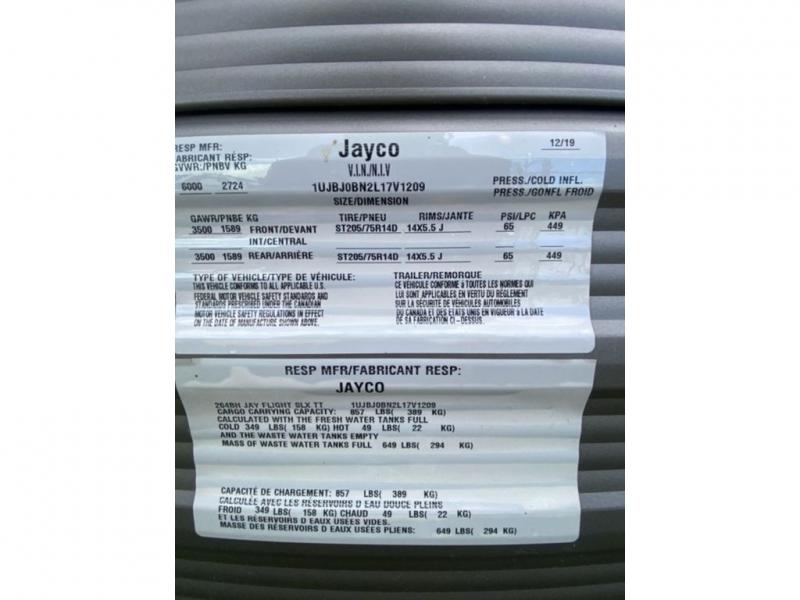 RESP MFR:
FABRICANT RÉSP:
GVWR:/PNBV KG
Jayco
12/19
V.I.N./N.I.V
6000 2724
1UJBJ0BN2L17V1209
PRESS./COLD INFL.
PRESS./GONFL FROID
SIZE/DIMENSION
GAWR/PNBE KG TIRE/PNEU RIMS/JANTE PSI/LPC KPA
3500 1589 FRONT/DEVANT ST205/75R14D 14X5.5 J 65 449
INT/CENTRAL
3500 1589 REAR/ARRIÈRE ST205/75R14D 14X5.5 J 65 449
TYPE OF VEHICLE/TYPE DE VÉHICULE: TRAILER/REMORQUE
THIS VEHICLE CONFORMS TO ALL APPLICABLE U.S.
FEDERAL MOTOR VEHICLE SAFETY STANDARDS AND
STANDARDS PRESCRIBED UNDER THE CANADIAN
MOTOR VEHICLE SAFETY REGULATIONS IN EFFECT
ON THE DATE OF MANUFACTURE SHOWN ABOVE.
CE VÉHICULE CONFORME À TOUTES LES NORMES QUI
LUI SONT APPLICABLES EN VERTU DU RÉGLEMENT
SUR LA SÉCURITÉ DE VÉHICULES AUTOMOBILES
DU CANADA ET DES ÉTATS UNIS EN VIGUEUR À LA DATE
DE SA FABRICATION CI-DESSUS.
RESP MFR/FABRICANT RESP:
JAYCO
264BH JAY FLIGHT SLX TT 1UJBJ0BN2L17V1209
CARGO CARRYING CAPACITY: 857 LBS( 389 KG)
CALCULATED WITH THE FRESH WATER TANKS FULL
COLD 349 LBS( 158 KG) HOT 49 LBS( 22 KG)
AND THE WASTE WATER TANKS EMPTY
MASS OF WASTE WATER TANKS FULL 649 LBS( 294 KG)
CAPACITÉ DE CHARGEMENT: 857 LBS( 389 KG)
CALCULÉE AVEC LES RÉSERVOIRS D EAU DOUCE PLEINS
FROID 349 LBS( 158 KG) CHAUD 49 LBS( 22 KG)
ET LES RÉSERVOIRS D EAUX USÉES VIDES.
MASSE DES RÉSERVOIRS D EAUX USÉES PLIENS: 649 LBS( 294 KG)